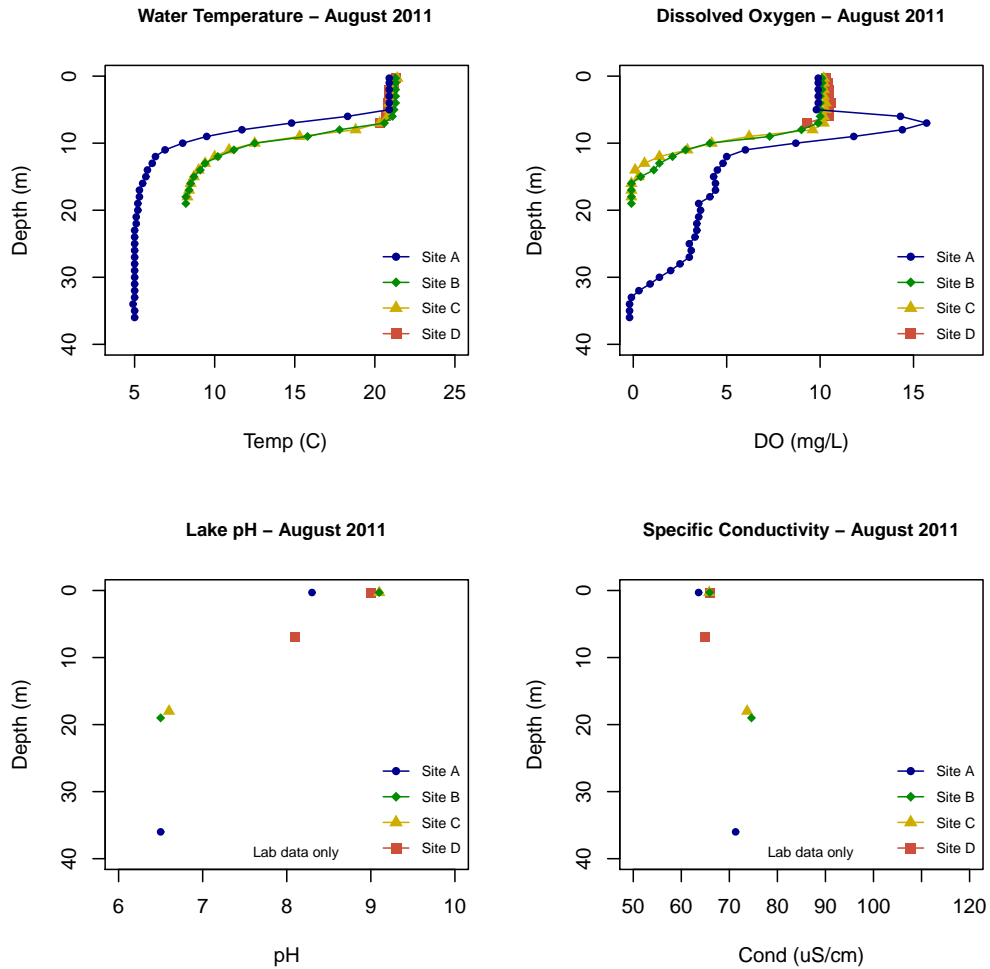 Water Temperature − August 2011
0
10
20
30
40
Depth (m)
5
10
15
20
25
Temp (C)
Site A
Site B
Site C
Site D
Dissolved Oxygen − August 2011
0
10
20
30
40
Depth (m)
0
5
10
15
DO (mg/L)
Site A
Site B
Site C
Site D
Lake pH − August 2011
0
10
20
30
40
Depth (m)
6
7
8
9
10
pH
Site A
Site B
Site C
Site D
Lab data only
Specific Conductivity − August 2011
0
10
20
30
40
Depth (m)
50
60
70
80
90
100
120
Cond (uS/cm)
Site A
Site B
Site C
Site D
Lab data only